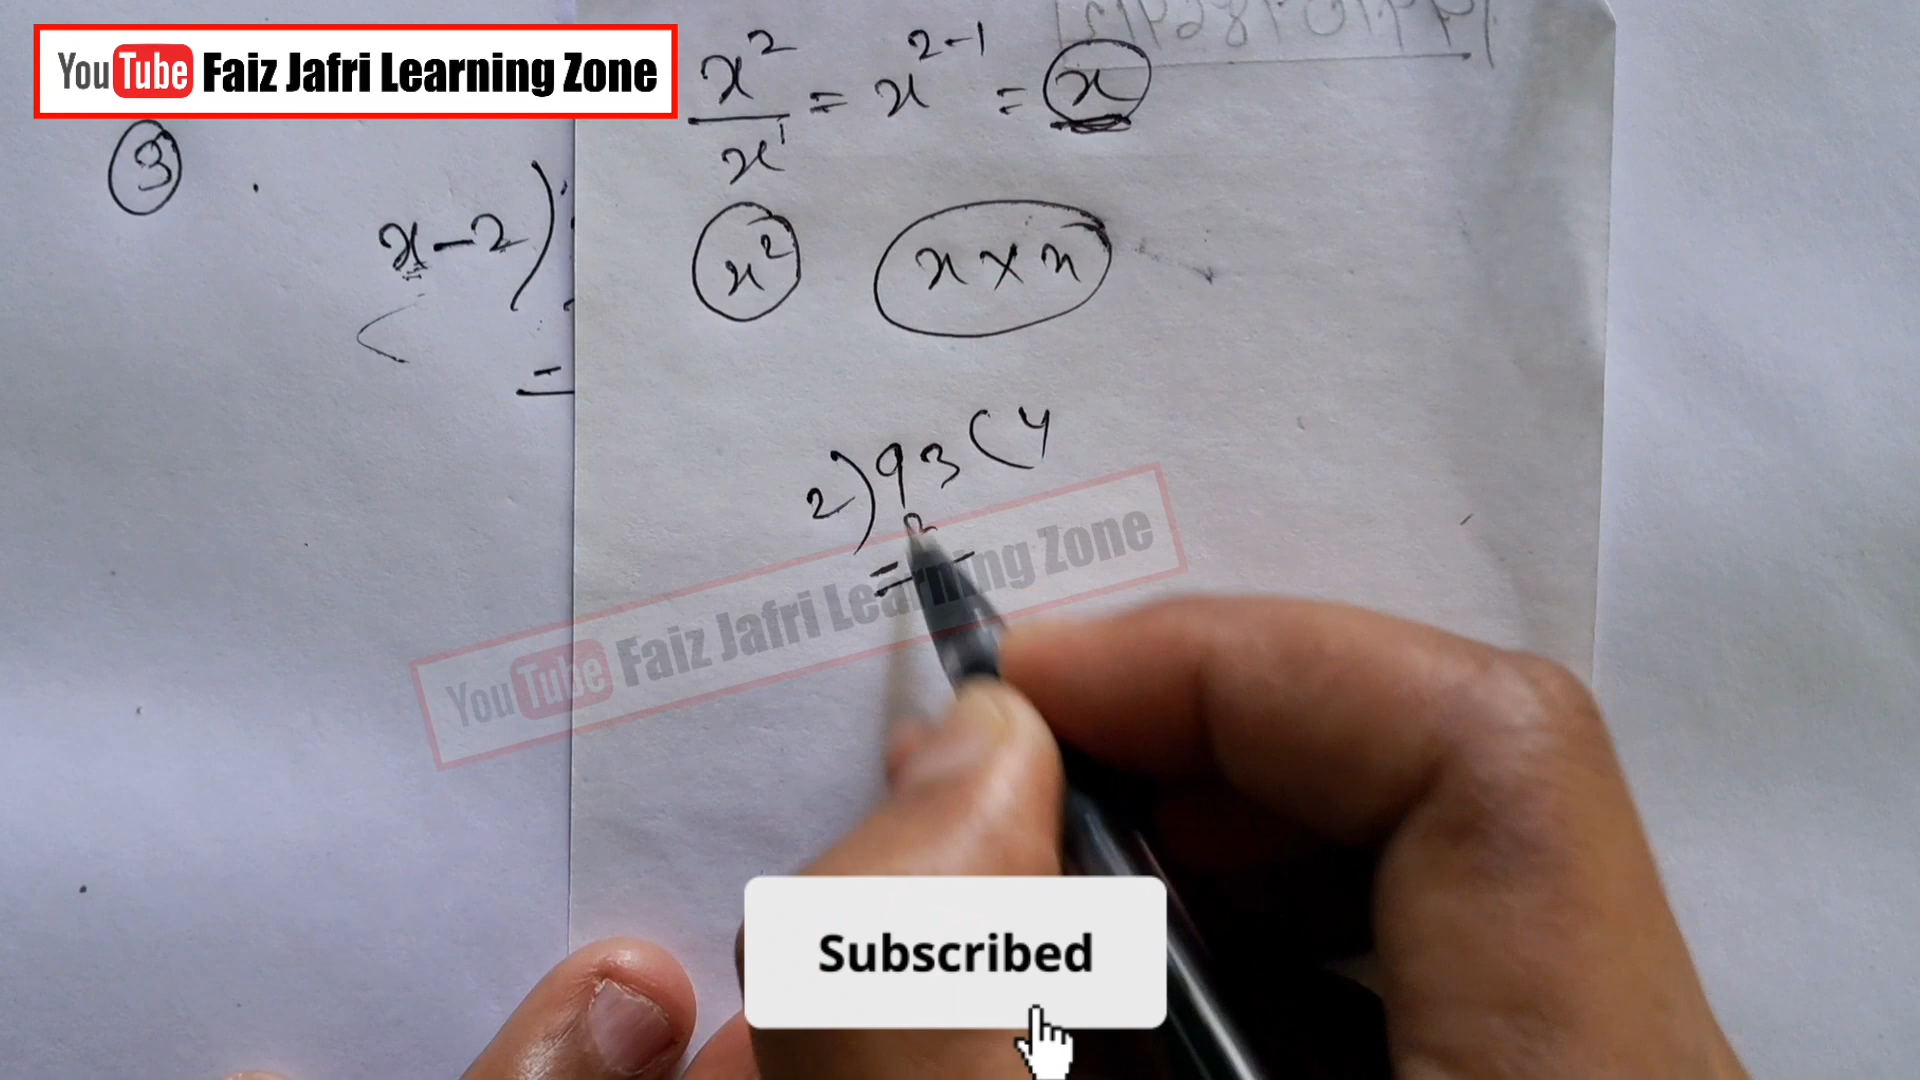 YouTube Faiz Jafri Learning Zone
x²/x¹ = x²⁻¹ = x
③
x-2)
x² x×x
2)93(4
YouTube Faiz Jafri Learning Zone
Subscribed